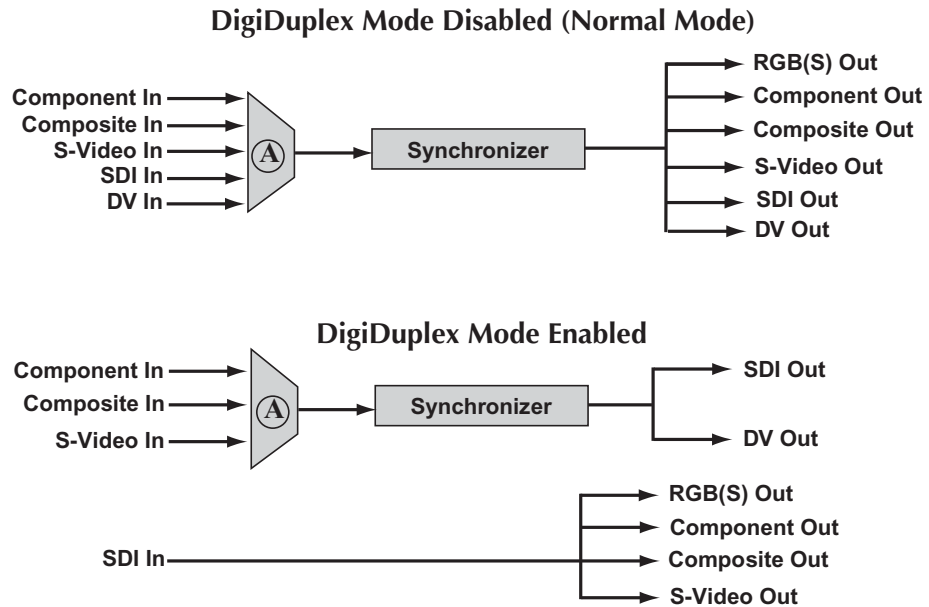 DigiDuplex Mode Disabled (Normal Mode)
Component In
Composite In
S-Video In
SDI In
DV In
A
Synchronizer
RGB(S) Out
Component Out
Composite Out
S-Video Out
SDI Out
DV Out
DigiDuplex Mode Enabled
Component In
Composite In
S-Video In
A
Synchronizer
SDI Out
DV Out
SDI In
RGB(S) Out
Component Out
Composite Out
S-Video Out